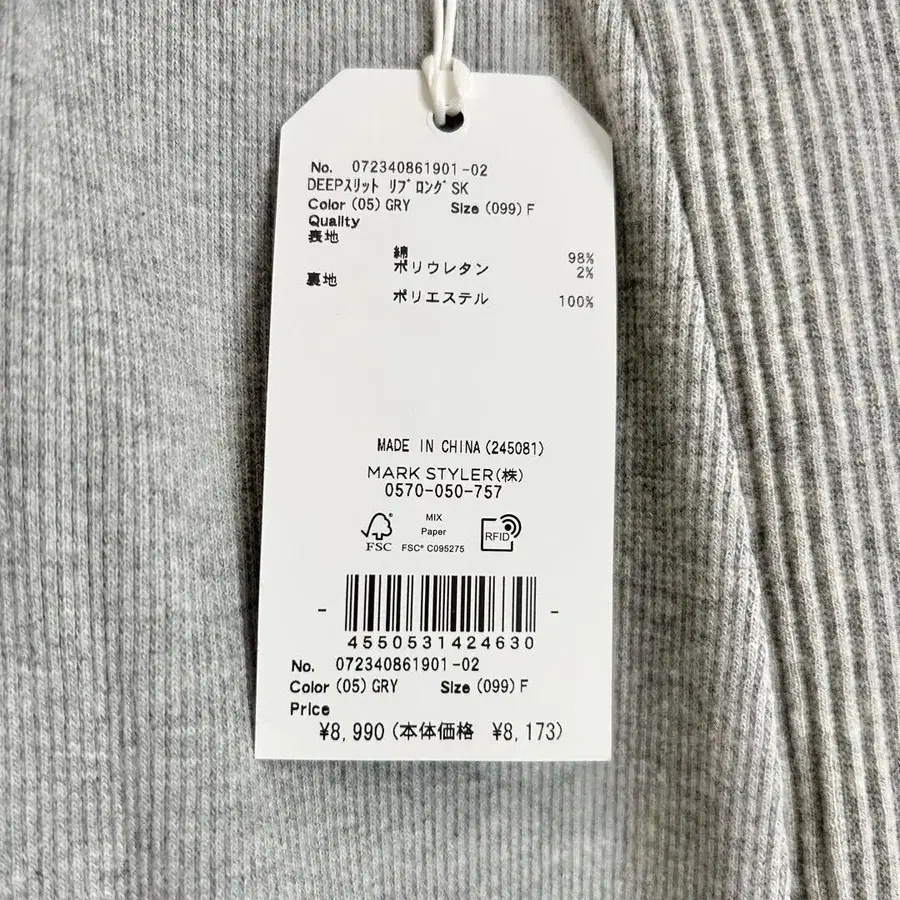 No. 072340861901-02
DEEPｽﾘｯﾄ ﾘﾌﾞﾛﾝｸﾞSK
Color (05) GRY Size (099) F
Quality
表地
綿 98%
ポリウレタン 2%
裏地
ポリエステル 100%
MADE IN CHINA (245081)
MARK STYLER(株)
0570-050-757
FSC
MIX
Paper
FSC® C095275
RFID
4550531424630
No. 072340861901-02
Color (05) GRY Size (099) F
Price
¥8,990 (本体価格 ¥8,173)